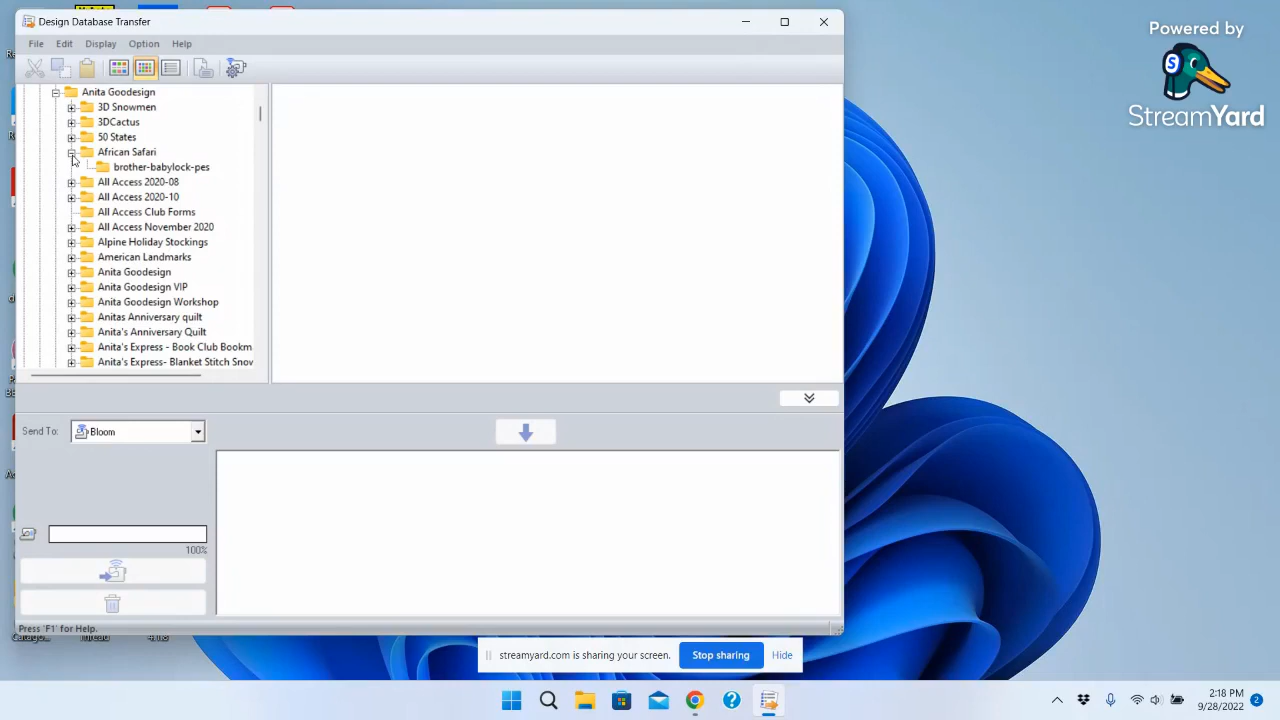 Design Database Transfer
File Edit Display Option Help
Anita Goodesign
3D Snowmen
3DCactus
50 States
African Safari
brother-babylock-pes
All Access 2020-08
All Access 2020-10
All Access Club Forms
All Access November 2020
Alpine Holiday Stockings
American Landmarks
Anita Goodesign
Anita Goodesign VIP
Anita Goodesign Workshop
Anitas Anniversary quilt
Anita's Anniversary Quilt
Anita's Express - Book Club Bookm
Anita's Express- Blanket Stitch Snov
Send To: Bloom
100%
Press 'F1' for Help.
Powered by
S
StreamYard
streamyard.com is sharing your screen. Stop sharing Hide
2:18 PM
9/28/2022
2